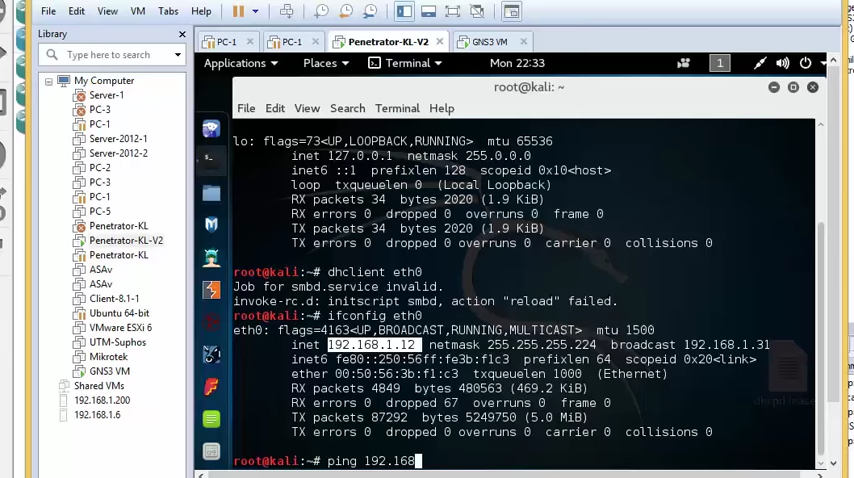 File Edit View VM Tabs Help
Library
Type here to search
My Computer
Server-1
PC-3
PC-1
Server-2012-1
Server-2012-2
PC-2
PC-3
PC-1
PC-5
Penetrator-KL
Penetrator-KL-V2
Penetrator-KL
ASAv
ASAv
Client-8.1-1
Ubuntu 64-bit
VMware ESXi 6
UTM-Suphos
Mikrotek
GNS3 VM
Shared VMs
192.168.1.200
192.168.1.6
PC-1 PC-1 Penetrator-KL-V2 GNS3 VM
Applications Places Terminal MON 22:33 1
root@kali: ~
File Edit View Search Terminal Help
lo: flags=73<UP,LOOPBACK,RUNNING> mtu 65536
inet 127.0.0.1 netmask 255.0.0.0
inet6 ::1 prefixlen 128 scopeid 0x10<host>
loop txqueuelen 0 (Local Loopback)
RX packets 34 bytes 2020 (1.9 KiB)
RX errors 0 dropped 0 overruns 0 frame 0
TX packets 34 bytes 2020 (1.9 KiB)
TX errors 0 dropped 0 overruns 0 carrier 0 collisions 0
root@kali:~# dhclient eth0
Job for smbd.service invalid.
invoke-rc.d: initscript smbd, action "reload" failed.
root@kali:~# ifconfig eth0
eth0: flags=4163<UP,BROADCAST,RUNNING,MULTICAST> mtu 1500
inet 192.168.1.12 netmask 255.255.255.224 broadcast 192.168.1.31
inet6 fe80::250:56ff:fe3b:f1c3 prefixlen 64 scopeid 0x20<link>
ether 00:50:56:3b:f1:c3 txqueuelen 1000 (Ethernet)
RX packets 4849 bytes 480563 (469.2 KiB)
RX errors 0 dropped 67 overruns 0 frame 0
TX packets 87292 bytes 5249750 (5.0 MiB)
TX errors 0 dropped 0 overruns 0 carrier 0 collisions 0
root@kali:~# ping 192.168